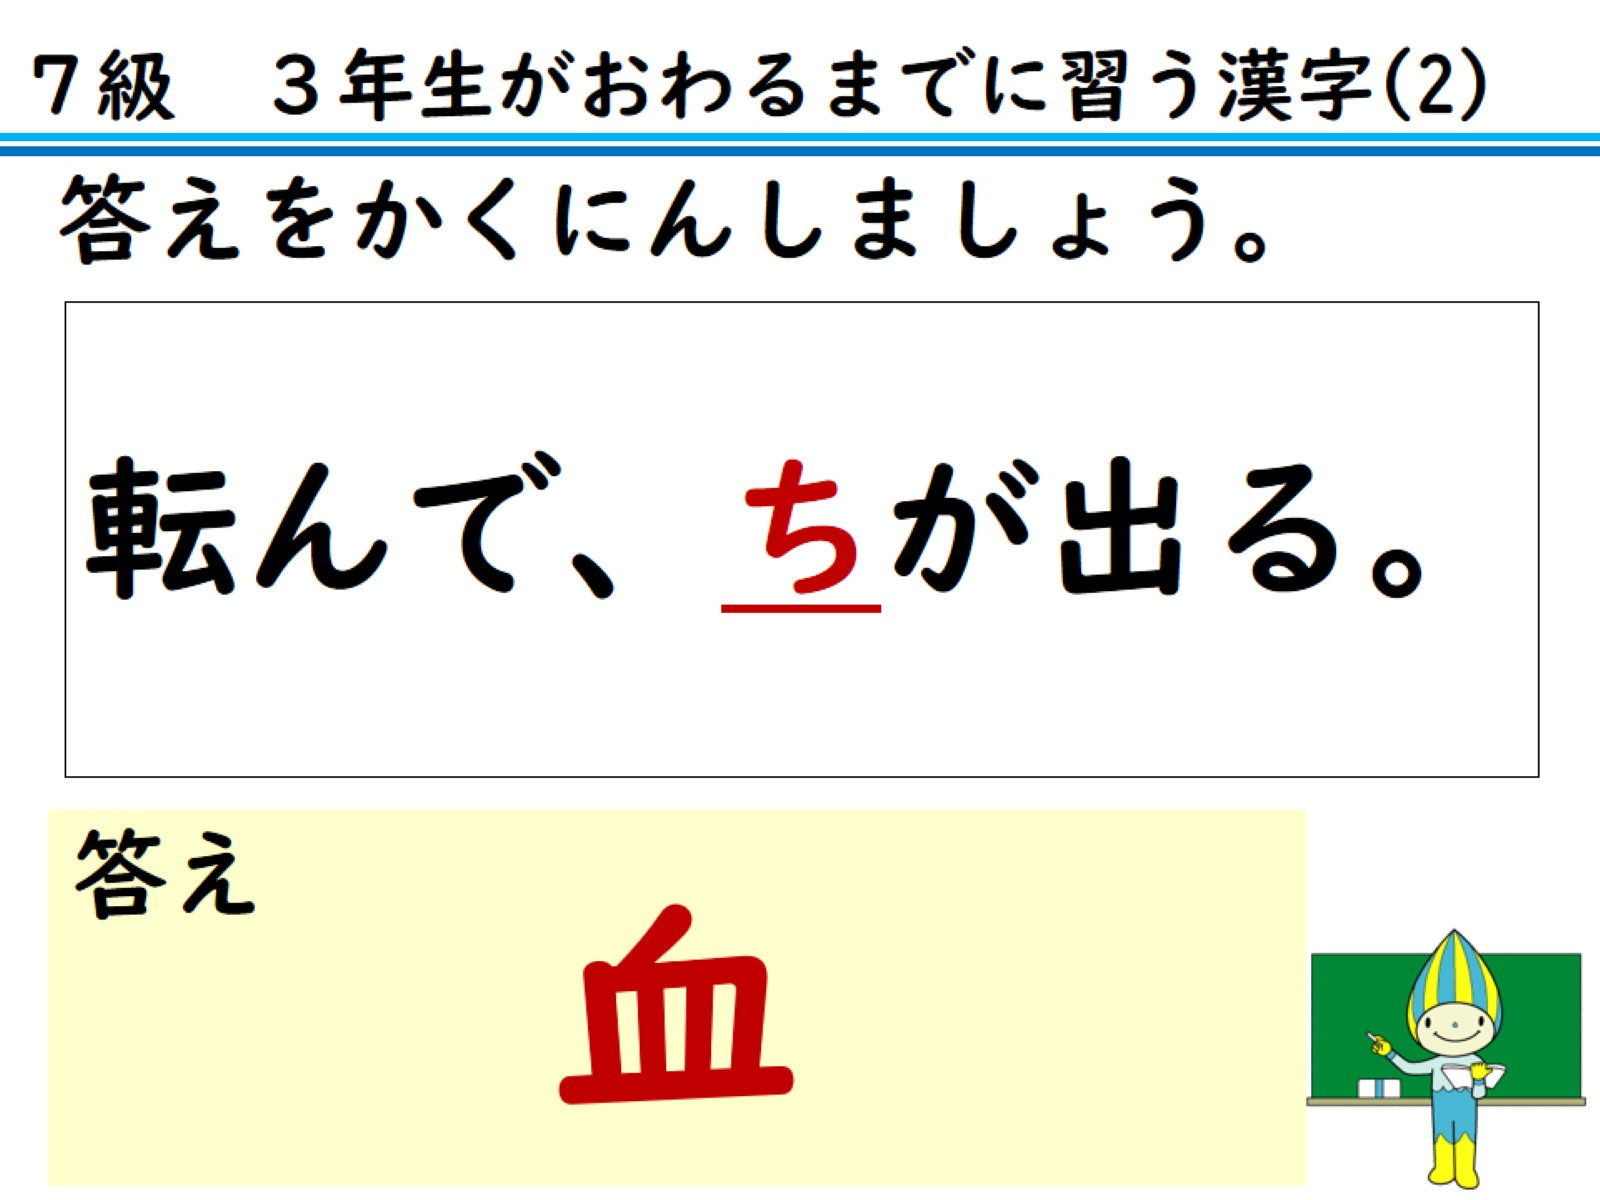 ７級　３年生がおわるまでに習う漢字(2)
答えをかくにんしましょう。
転んで、ちが出る。
答え
血